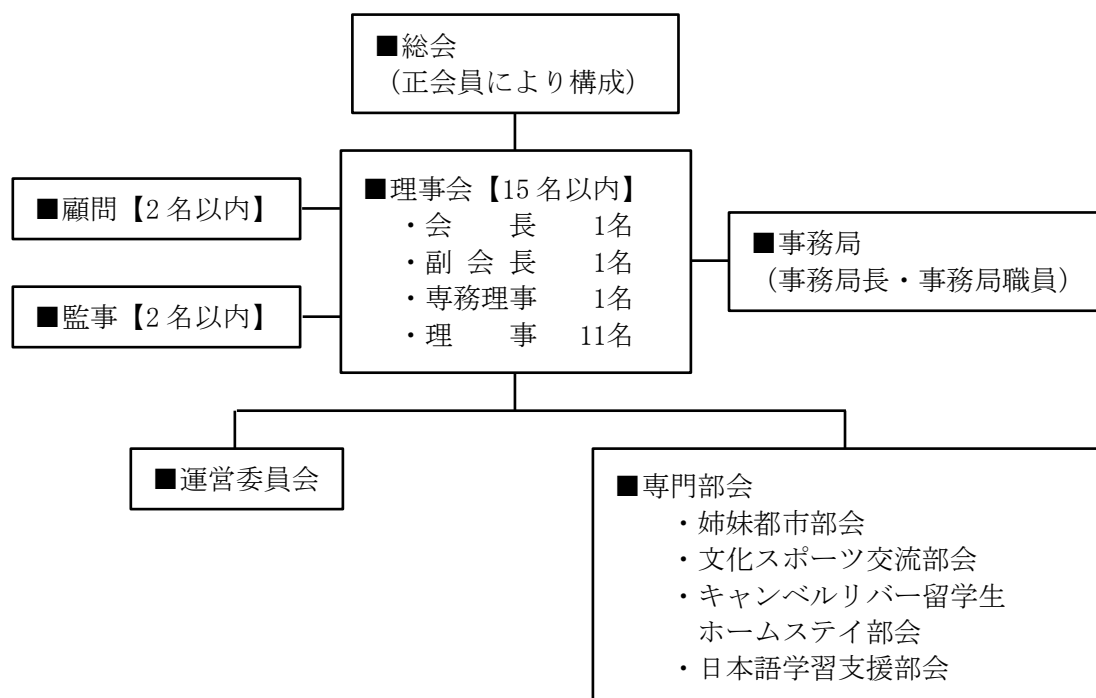 ■総会
（正会員により構成）
■理事会【15名以内】
・会　　長　　1名
・副 会 長　　1名
・専務理事　　1名
・理　　事　 11名
■顧問【2名以内】
■監事【2名以内】
■事務局
（事務局長・事務局職員）
■運営委員会
■専門部会
・姉妹都市部会
・文化スポーツ交流部会
・キャンベルリバー留学生
ホームステイ部会
・日本語学習支援部会